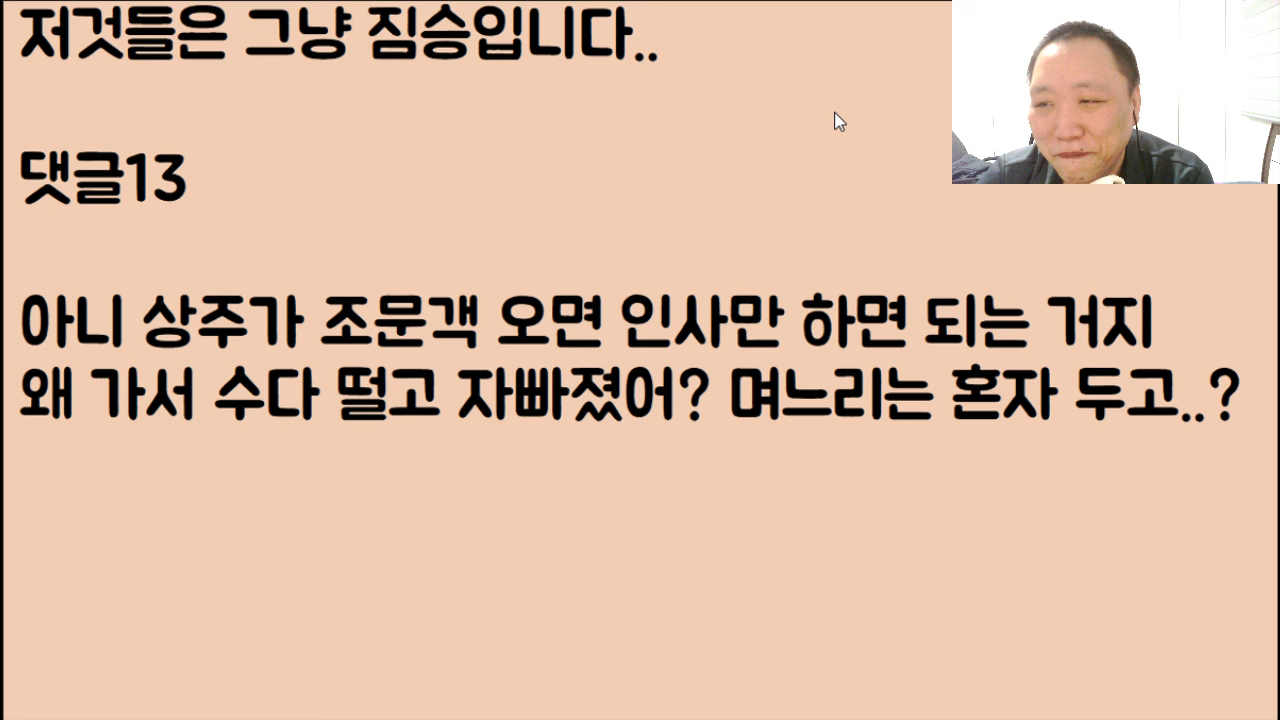 저것들은 그냥 짐승입니다..
댓글13
아니 상주가 조문객 오면 인사만 하면 되는 거지
왜 가서 수다 떨고 자빠졌어? 며느리는 혼자 두고..?